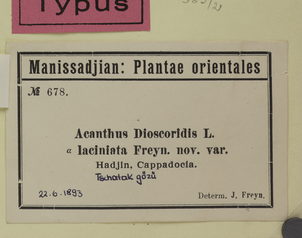 Typus
Manissadjian: Plantae orientales
№ 678.
Acanthus Dioscoridis L.
α laciniata Freyn. nov. var.
Hadjin, Cappadocia.
Tschatak gözü
22.6.1893
Determ. J. Freyn.